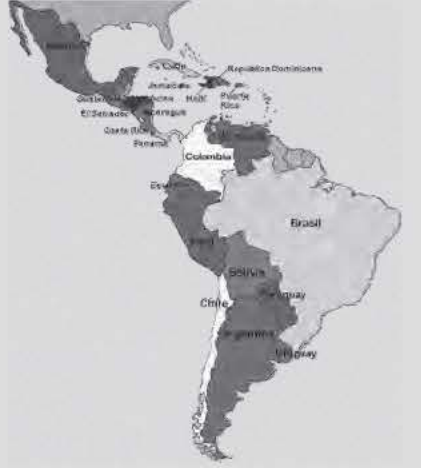 Cuba
República Dominicana
Jamaica
Haití
Puerto
Rico
Guatemala
El Salvador
Nicaragua
Costa Rica
Panamá
Colombia
Ecuador
Brasil
Perú
Bolivia
Paraguay
Chile
Argentina
Uruguay